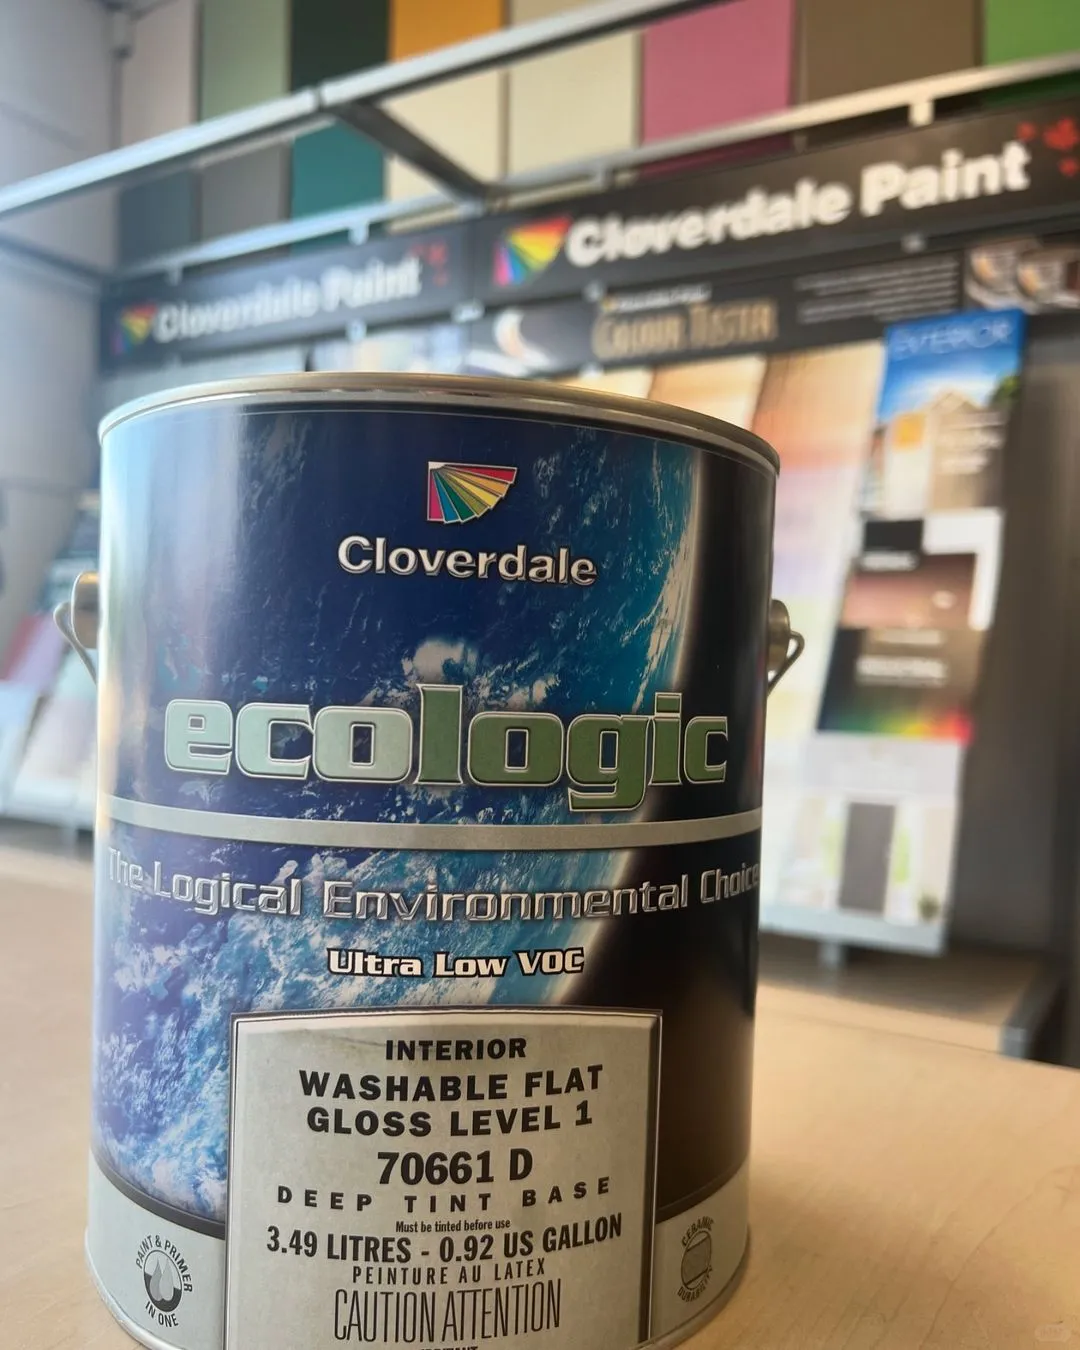 Cloverdale Paint
Cloverdale Paint
COLOUR TESTER
EXTERIOR
Cloverdale
ecologic
The Logical Environmental Choice
Ultra Low VOC
INTERIOR
WASHABLE FLAT
GLOSS LEVEL 1
70661 D
DEEP TINT BASE
Must be tinted before use
3.49 LITRES - 0.92 US GALLON
PEINTURE AU LATEX
CAUTION ATTENTION
PAINT & PRIMER
IN ONE
CERAMIC